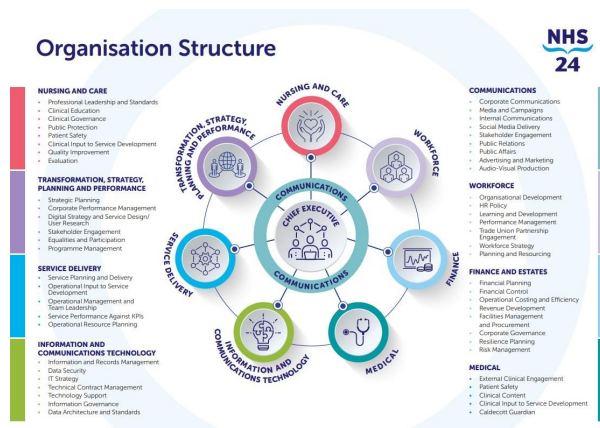 Organisation Structure
NHS
24
NURSING AND CARE
Professional Leadership and Standards
Clinical Education
Clinical Governance
Public Protection
Patient Safety
Clinical Input to Service Development
Quality Improvement
Evaluation
TRANSFORMATION, STRATEGY,
PLANNING AND PERFORMANCE
Strategic Planning
Corporate Performance Management
Digital Strategy and Service Design/
User Research
Stakeholder Engagement
Equalities and Participation
Programme Management
SERVICE DELIVERY
Service Planning and Delivery
Operational Input to Service
Development
Operational Management and
Team Leadership
Service Performance Against KPIs
Operational Resource Planning
INFORMATION AND
COMMUNICATIONS TECHNOLOGY
Information and Records Management
Data Security
IT Strategy
Technical Contract Management
Technology Support
Information Governance
Data Architecture and Standards
NURSING AND CARE
WORKFORCE
FINANCE
MEDICAL
INFORMATION AND
COMMUNICATIONS TECHNOLOGY
SERVICE DELIVERY
TRANSFORMATION, STRATEGY,
PLANNING AND PERFORMANCE
COMMUNICATIONS
CHIEF EXECUTIVE
COMMUNICATIONS
COMMUNICATIONS
Corporate Communications
Media and Campaigns
Internal Communications
Social Media Delivery
Stakeholder Engagement
Public Relations
Public Affairs
Advertising and Marketing
Audio-Visual Production
WORKFORCE
Organisational Development
HR Policy
Learning and Development
Performance Management
Trade Union Partnership
Engagement
Workforce Strategy
Planning and Resourcing
FINANCE AND ESTATES
Financial Planning
Financial Control
Operational Costing and Efficiency
Revenue Development
Facilities Management
and Procurement
Corporate Governance
Resilience Planning
Risk Management
MEDICAL
External Clinical Engagement
Patient Safety
Clinical Content
Clinical Input to Service Development
Caldecott Guardian